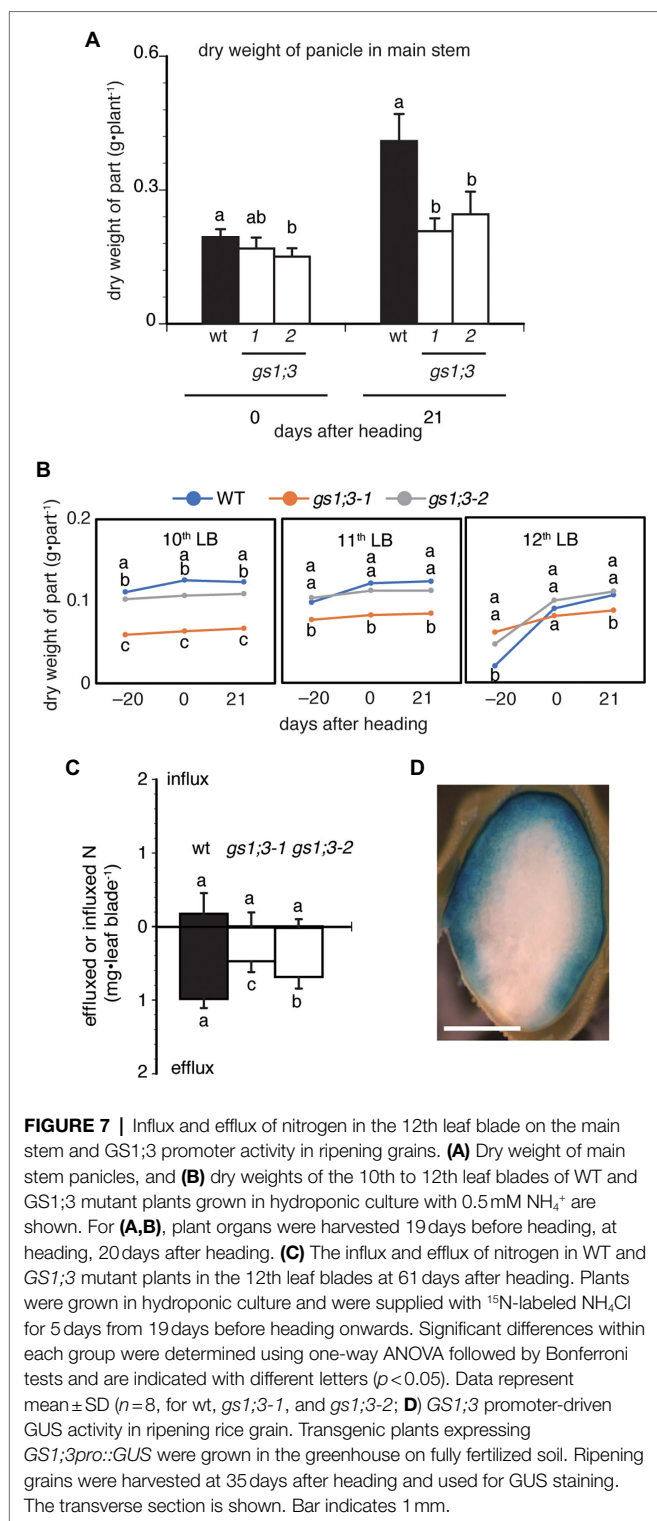 A
dry weight of panicle in main stem
dry weight of part (g•plant⁻¹)
0.6
0.3
0
a
ab
b
a
b
b
wt 1 2 wt 1 2
gs1;3 gs1;3
0 21
days after heading
B
WT gs1;3-1 gs1;3-2
dry weight of part (g•part⁻¹)
0.2
0.1
0
10th LB 11th LB 12th LB
a a a a a a a a a
b b b a a a a a a
c c c b b b b a b
−20 0 21 −20 0 21 −20 0 21
days after heading
C
effluxed or influxed N
(mg•leaf blade⁻¹)
2
1
0
1
2
influx
wt gs1;3-1 gs1;3-2
a a a
a c b
efflux
D
FIGURE 7 | Influx and efflux of nitrogen in the 12th leaf blade on the main
stem and GS1;3 promoter activity in ripening grains. (A) Dry weight of main
stem panicles, and (B) dry weights of the 10th to 12th leaf blades of WT and
GS1;3 mutant plants grown in hydroponic culture with 0.5 mM NH₄⁺ are
shown. For (A,B), plant organs were harvested 19 days before heading, at
heading, 20 days after heading. (C) The influx and efflux of nitrogen in WT and
GS1;3 mutant plants in the 12th leaf blades at 61 days after heading. Plants
were grown in hydroponic culture and were supplied with ¹⁵N-labeled NH₄Cl
for 5 days from 19 days before heading onwards. Significant differences within
each group were determined using one-way ANOVA followed by Bonferroni
tests and are indicated with different letters (p < 0.05). Data represent
mean ± SD (n = 8, for wt, gs1;3-1, and gs1;3-2; D) GS1;3 promoter-driven
GUS activity in ripening rice grain. Transgenic plants expressing
GS1;3pro::GUS were grown in the greenhouse on fully fertilized soil. Ripening
grains were harvested at 35 days after heading and used for GUS staining.
The transverse section is shown. Bar indicates 1 mm.